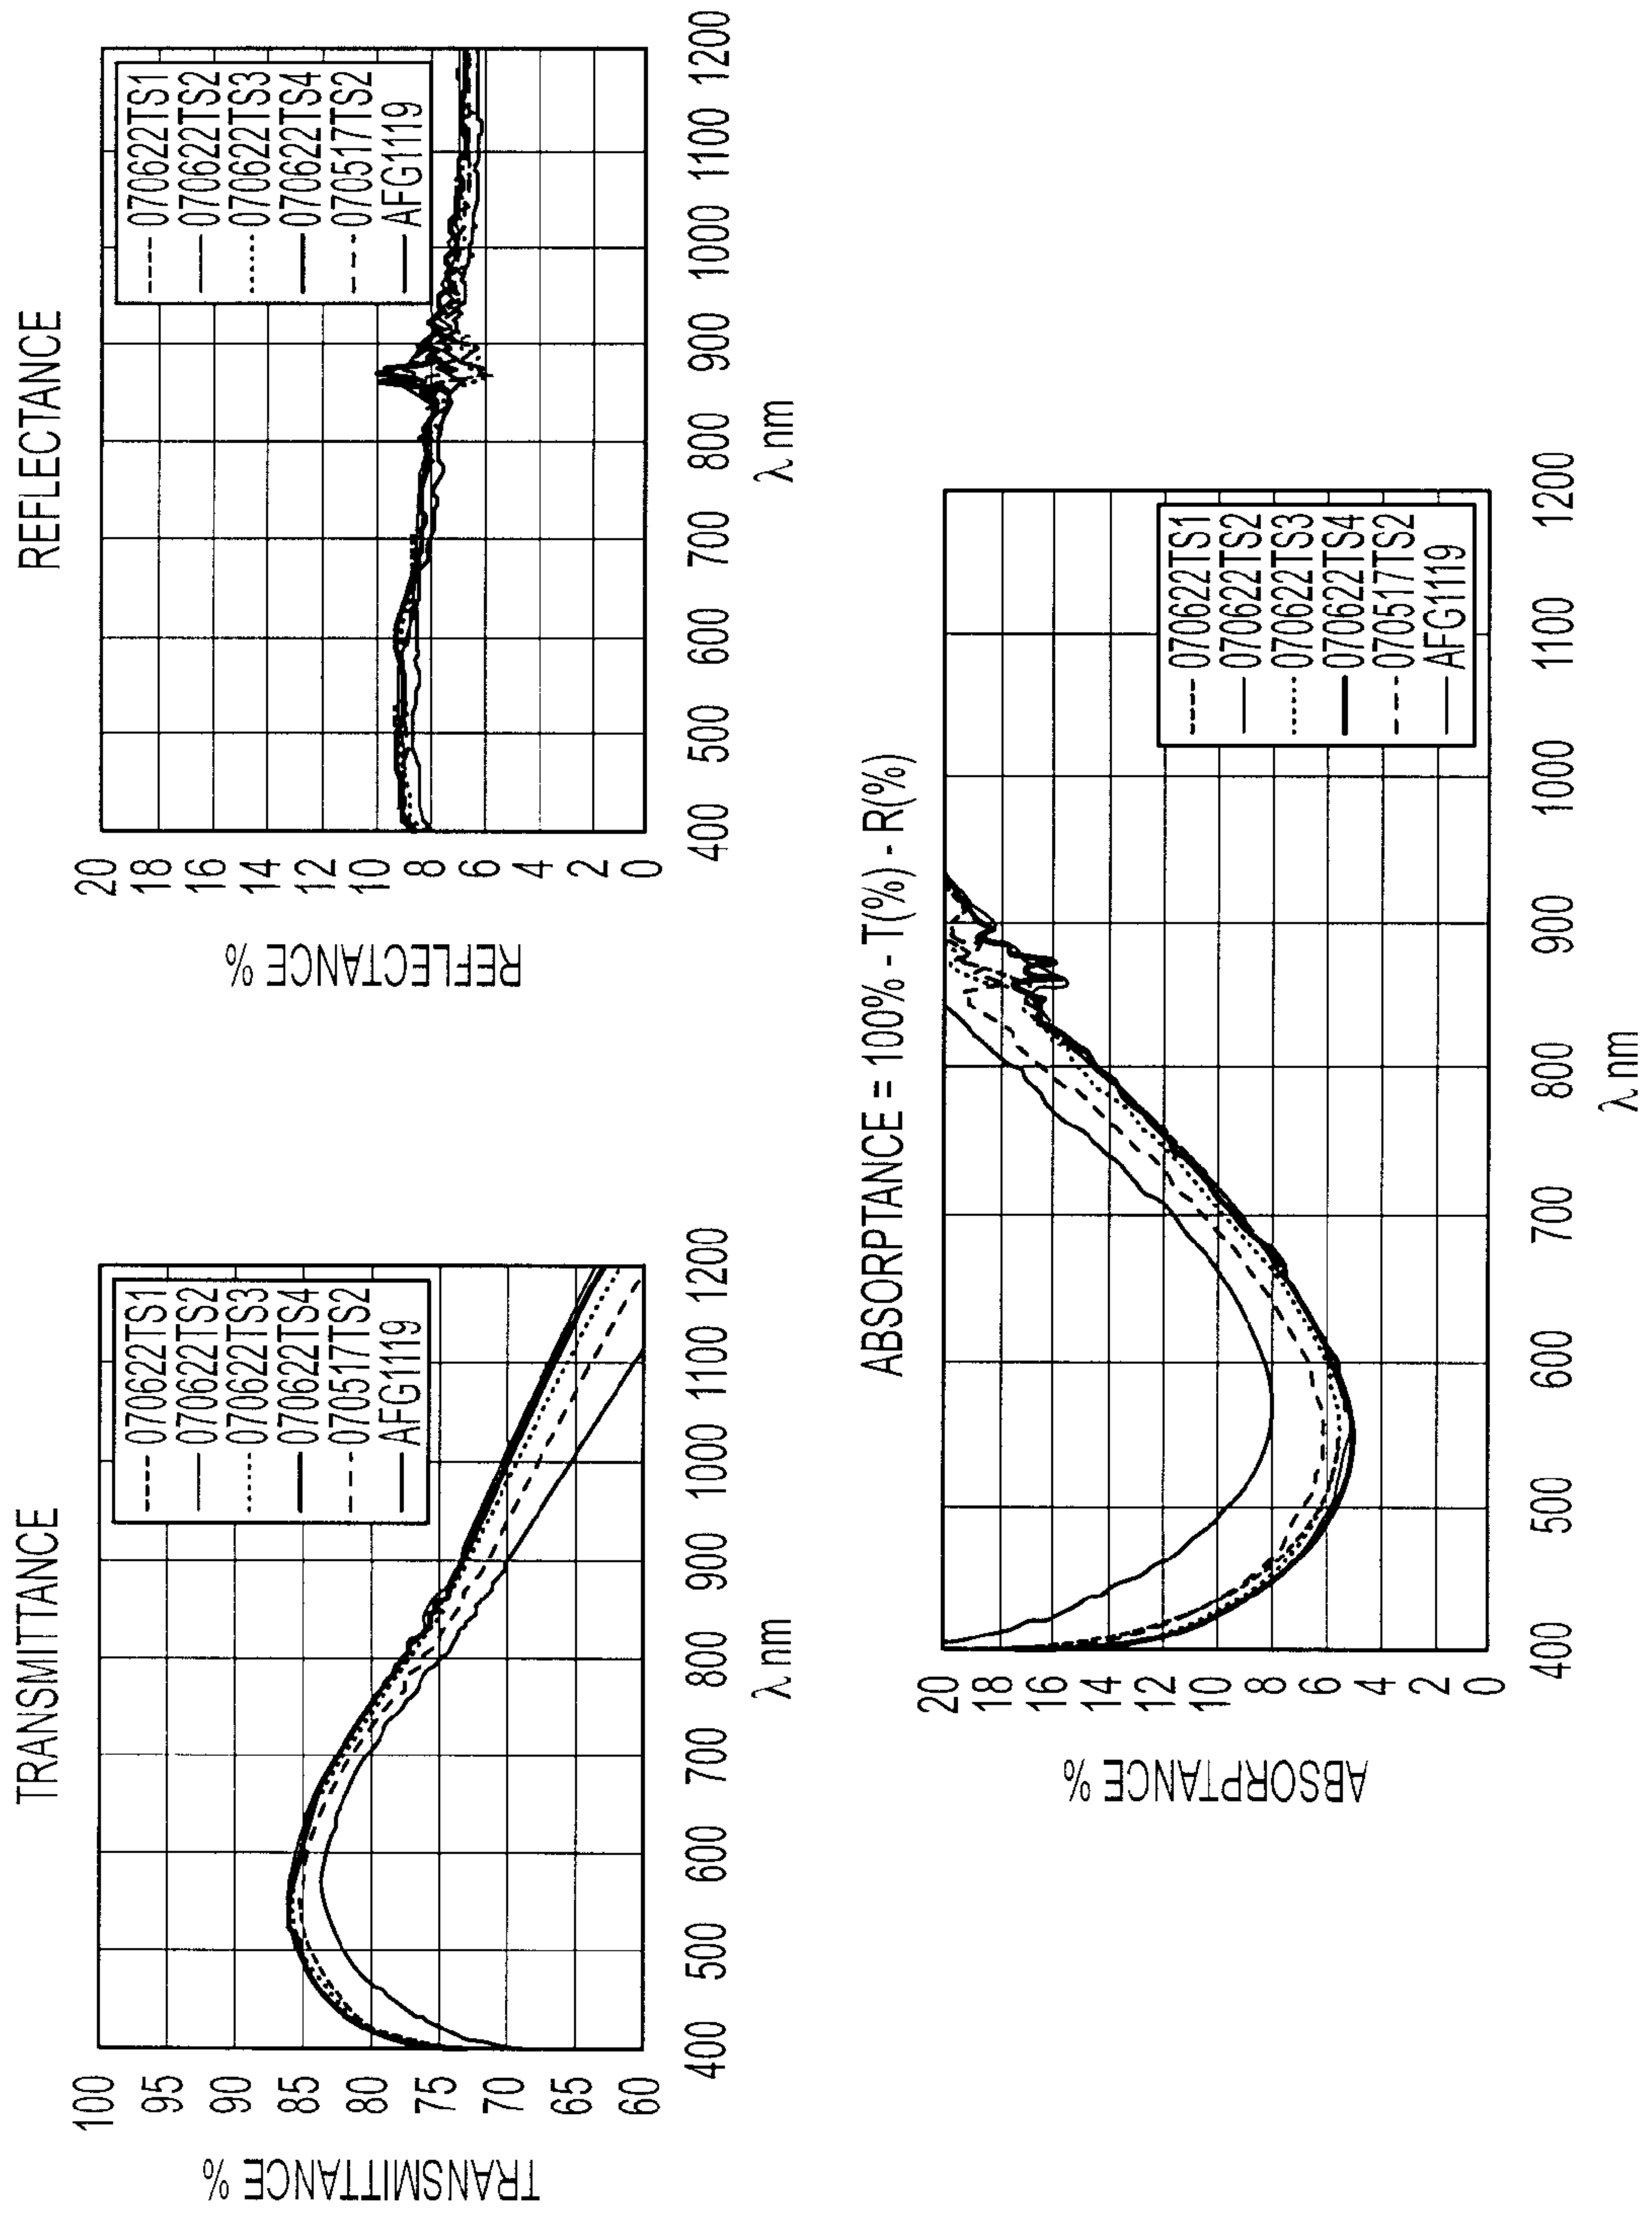 TRANSMITTANCE
TRANSMITTANCE %
100
95
90
85
80
75
70
65
60
070622TS1
070622TS2
070622TS3
070622TS4
070517TS2
AFG1119
400 500 600 700 800 900 1000 1100 1200
λ nm
REFLECTANCE
REFLECTANCE %
20
18
16
14
12
10
8
6
4
2
0
070622TS1
070622TS2
070622TS3
070622TS4
070517TS2
AFG1119
400 500 600 700 800 900 1000 1100 1200
λ nm
ABSORPTANCE = 100% - T(%) - R(%)
ABSORPTANCE %
20
18
16
14
12
10
8
6
4
2
0
070622TS1
070622TS2
070622TS3
070622TS4
070517TS2
AFG1119
400 500 600 700 800 900 1000 1100 1200
λ nm